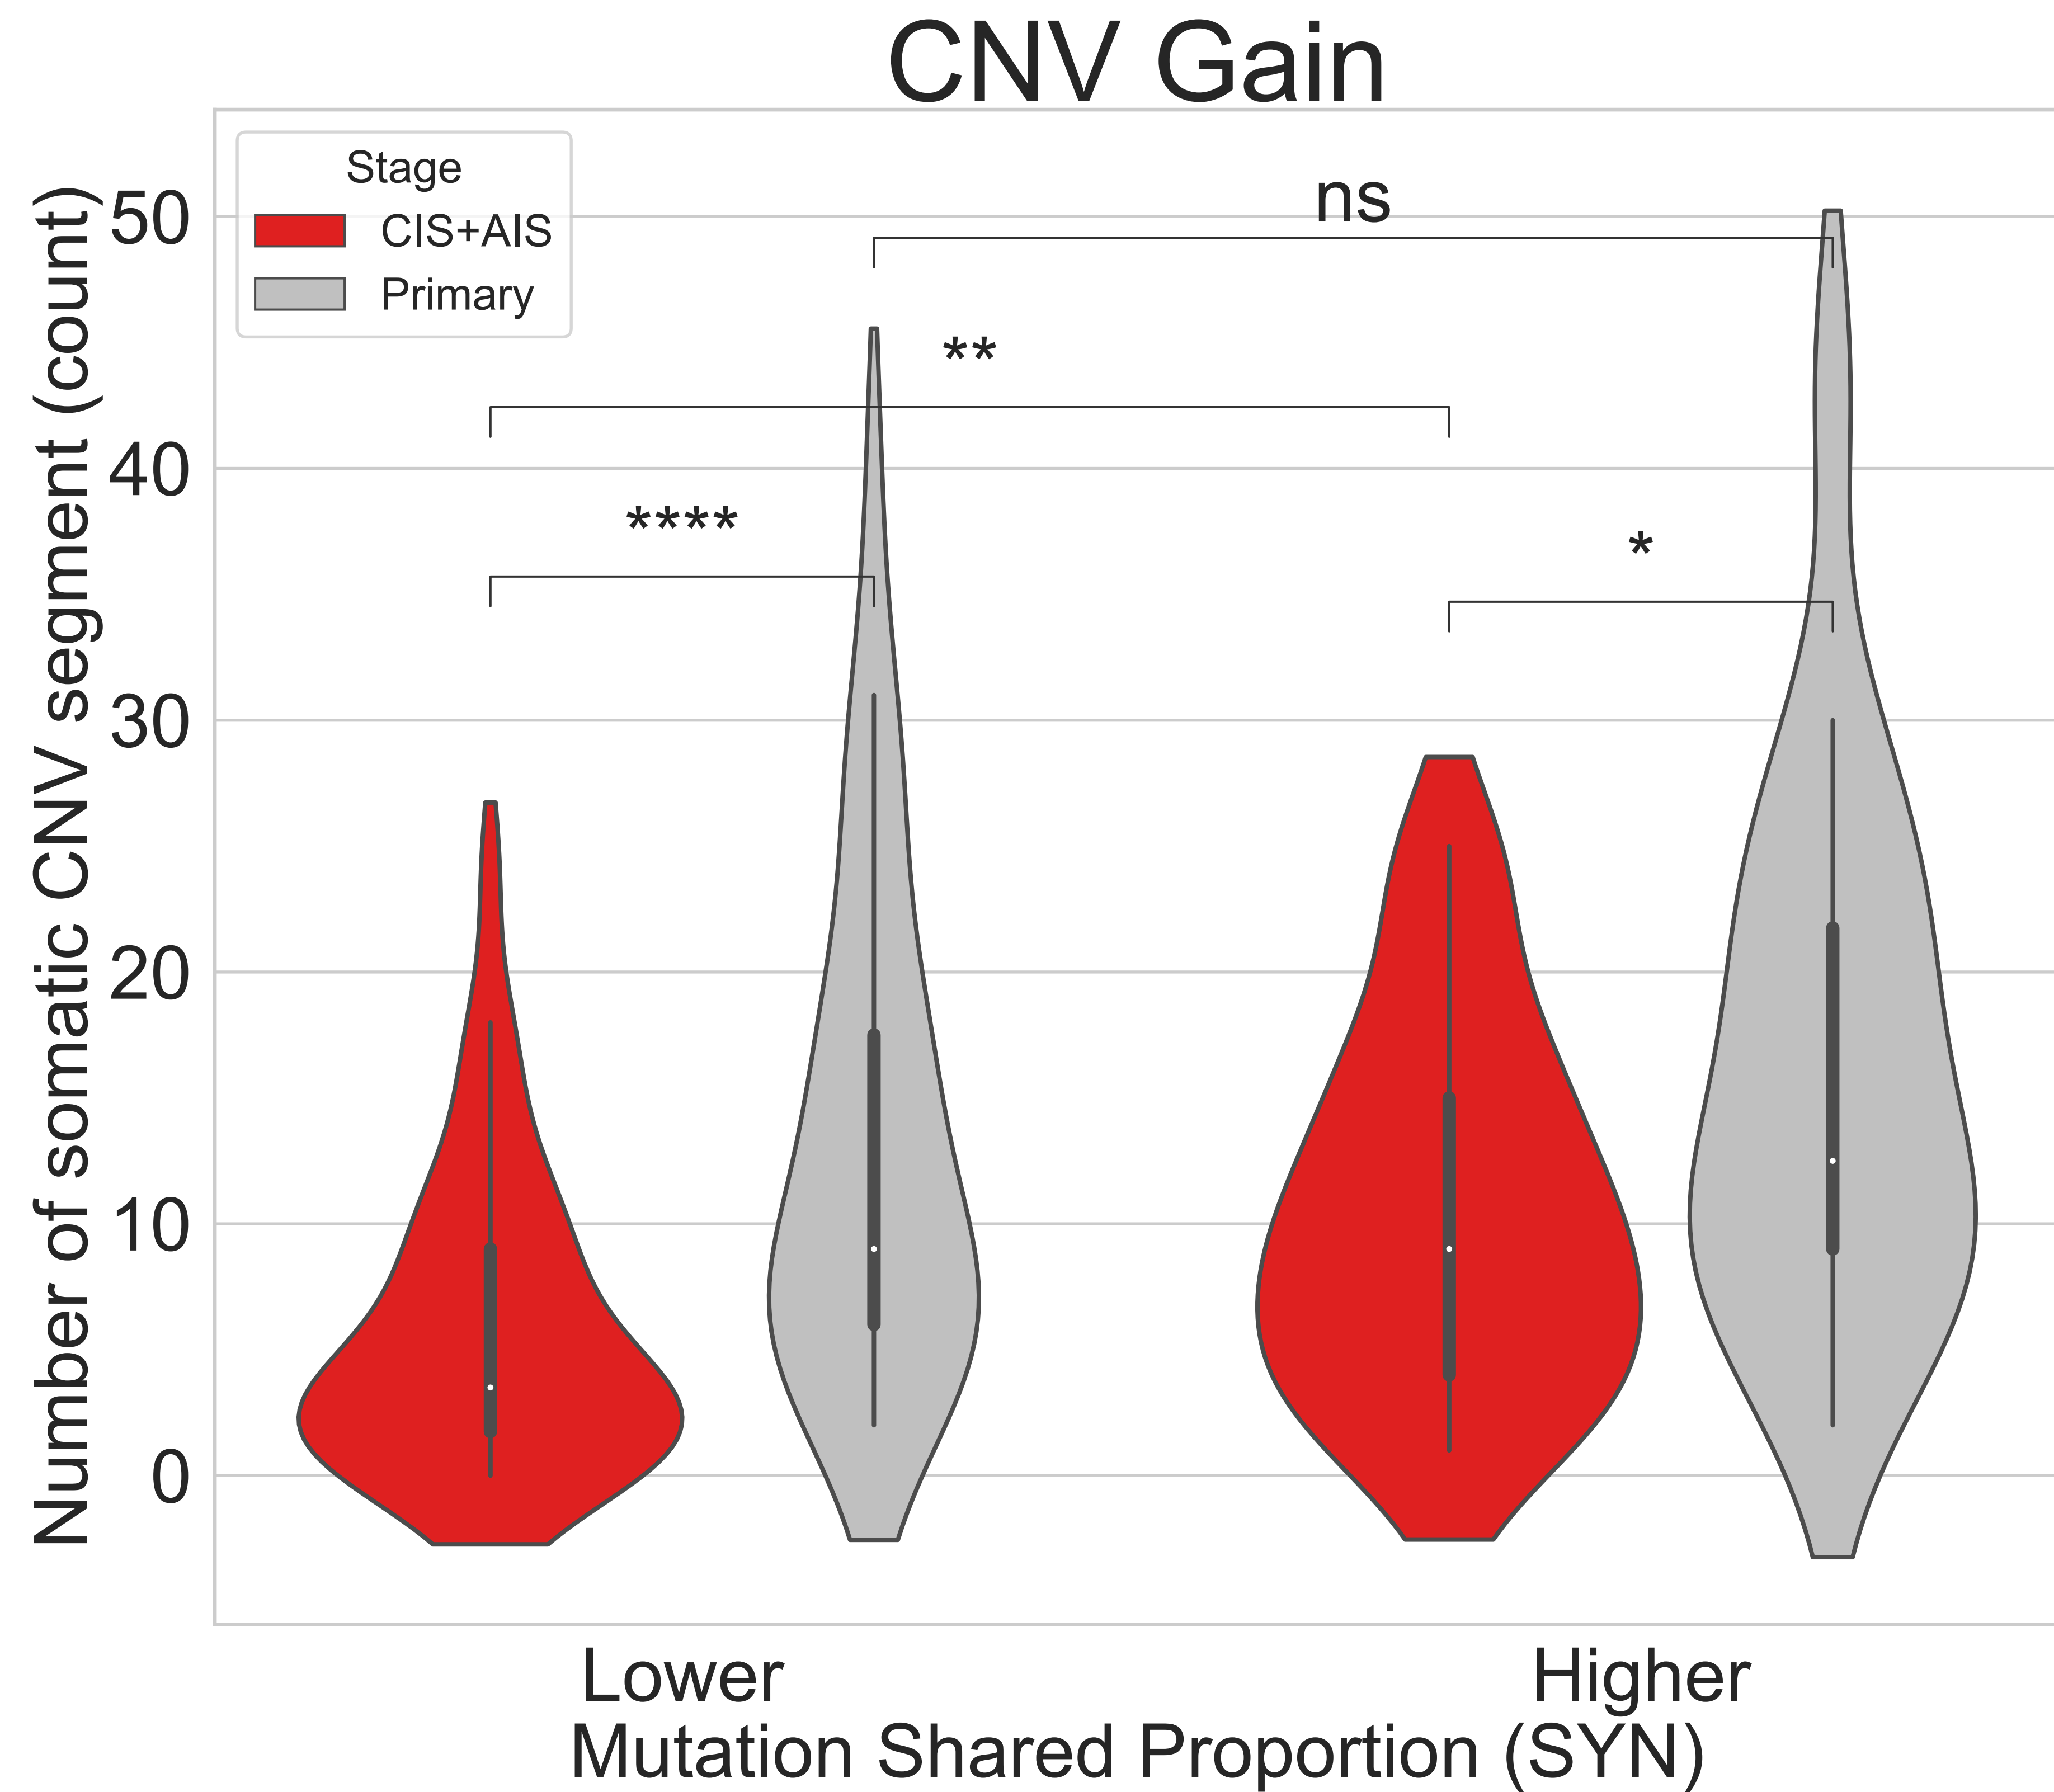 CNV Gain
Number of somatic CNV segment (count)
50
40
30
20
10
0
Stage
CIS+AIS
Primary
ns
**
****
*
Lower
Higher
Mutation Shared Proportion (SYN)